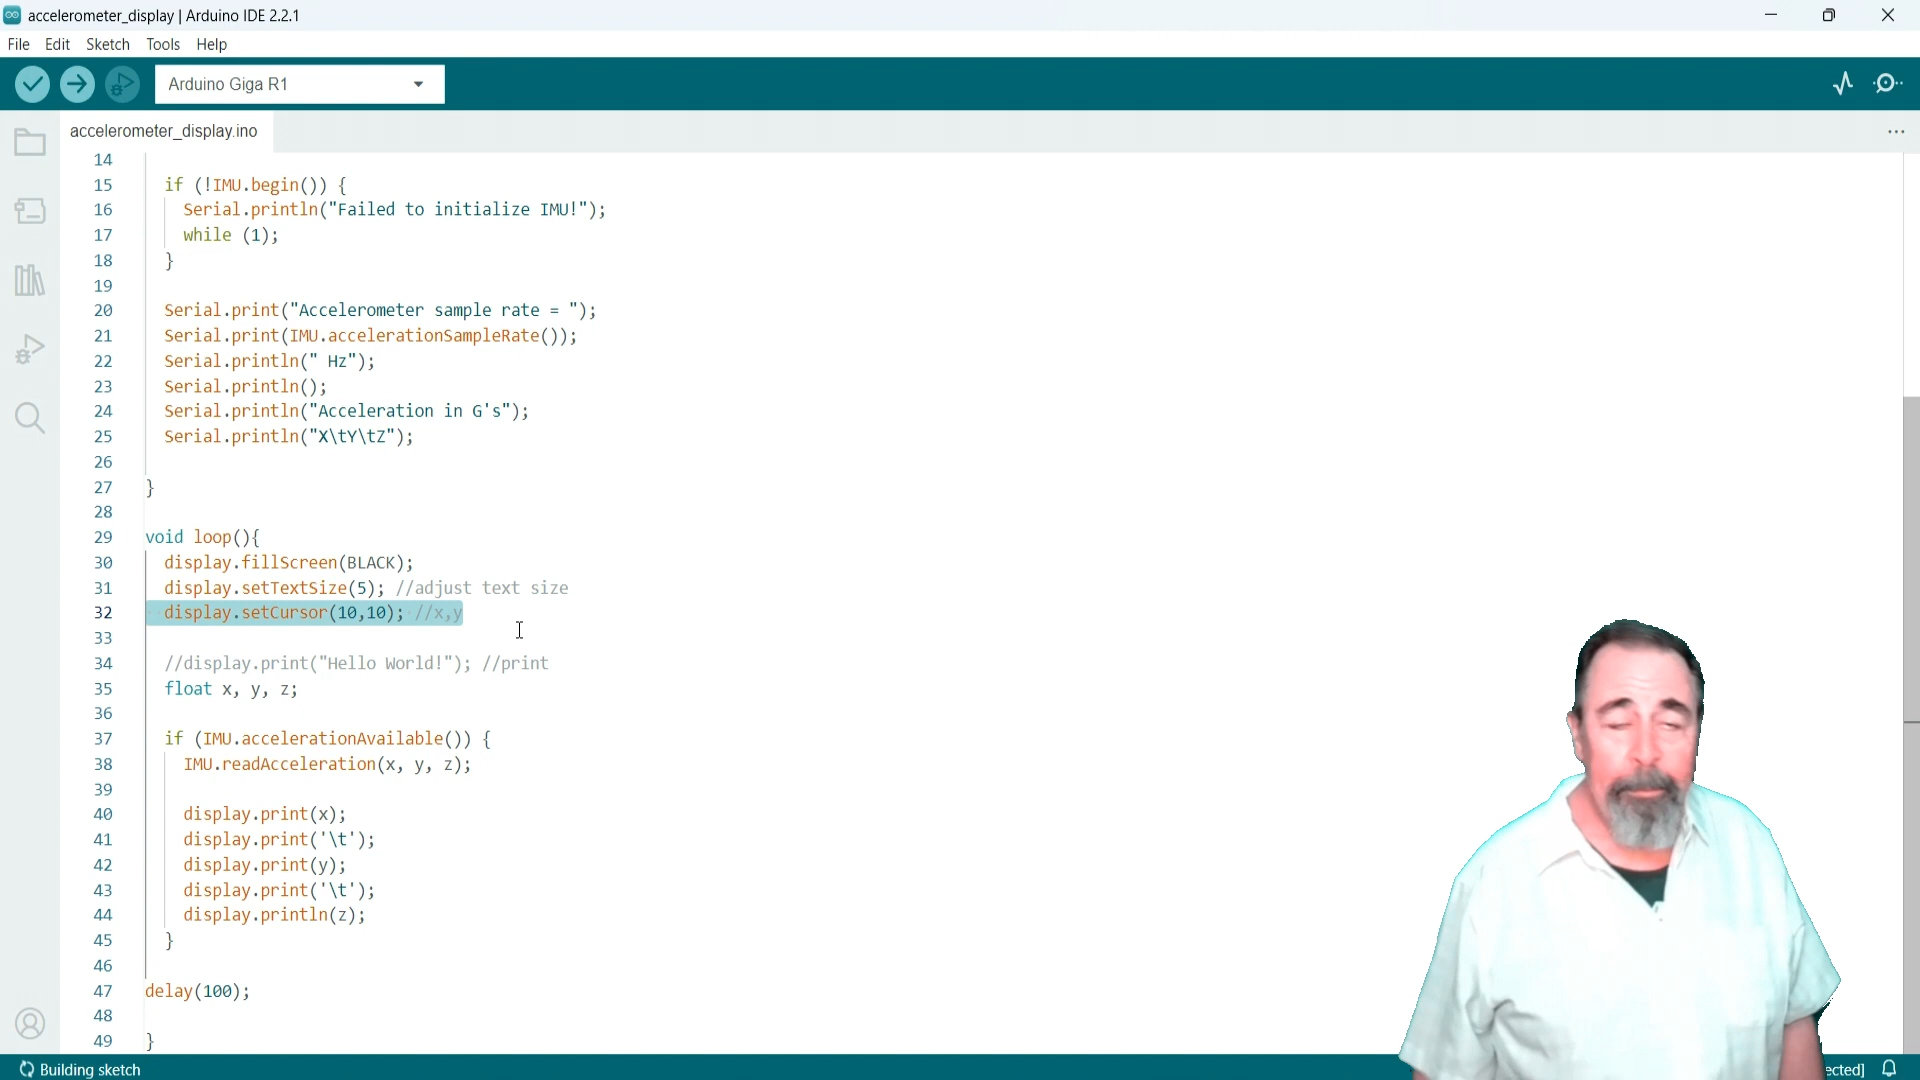 accelerometer_display | Arduino IDE 2.2.1
File Edit Sketch Tools Help
Arduino Giga R1
accelerometer_display.ino
14
15 if (!IMU.begin()) {
16 Serial.println("Failed to initialize IMU!");
17 while (1);
18 }
19
20 Serial.print("Accelerometer sample rate = ");
21 Serial.print(IMU.accelerationSampleRate());
22 Serial.println(" Hz");
23 Serial.println();
24 Serial.println("Acceleration in G's");
25 Serial.println("X\tY\tZ");
26
27 }
28
29 void loop(){
30 display.fillScreen(BLACK);
31 display.setTextSize(5); //adjust text size
32 display.setCursor(10,10); //x,y
33
34 //display.print("Hello World!"); //print
35 float x, y, z;
36
37 if (IMU.accelerationAvailable()) {
38 IMU.readAcceleration(x, y, z);
39
40 display.print(x);
41 display.print('\t');
42 display.print(y);
43 display.print('\t');
44 display.println(z);
45 }
46
47 delay(100);
48
49 }
Building sketch
ected]